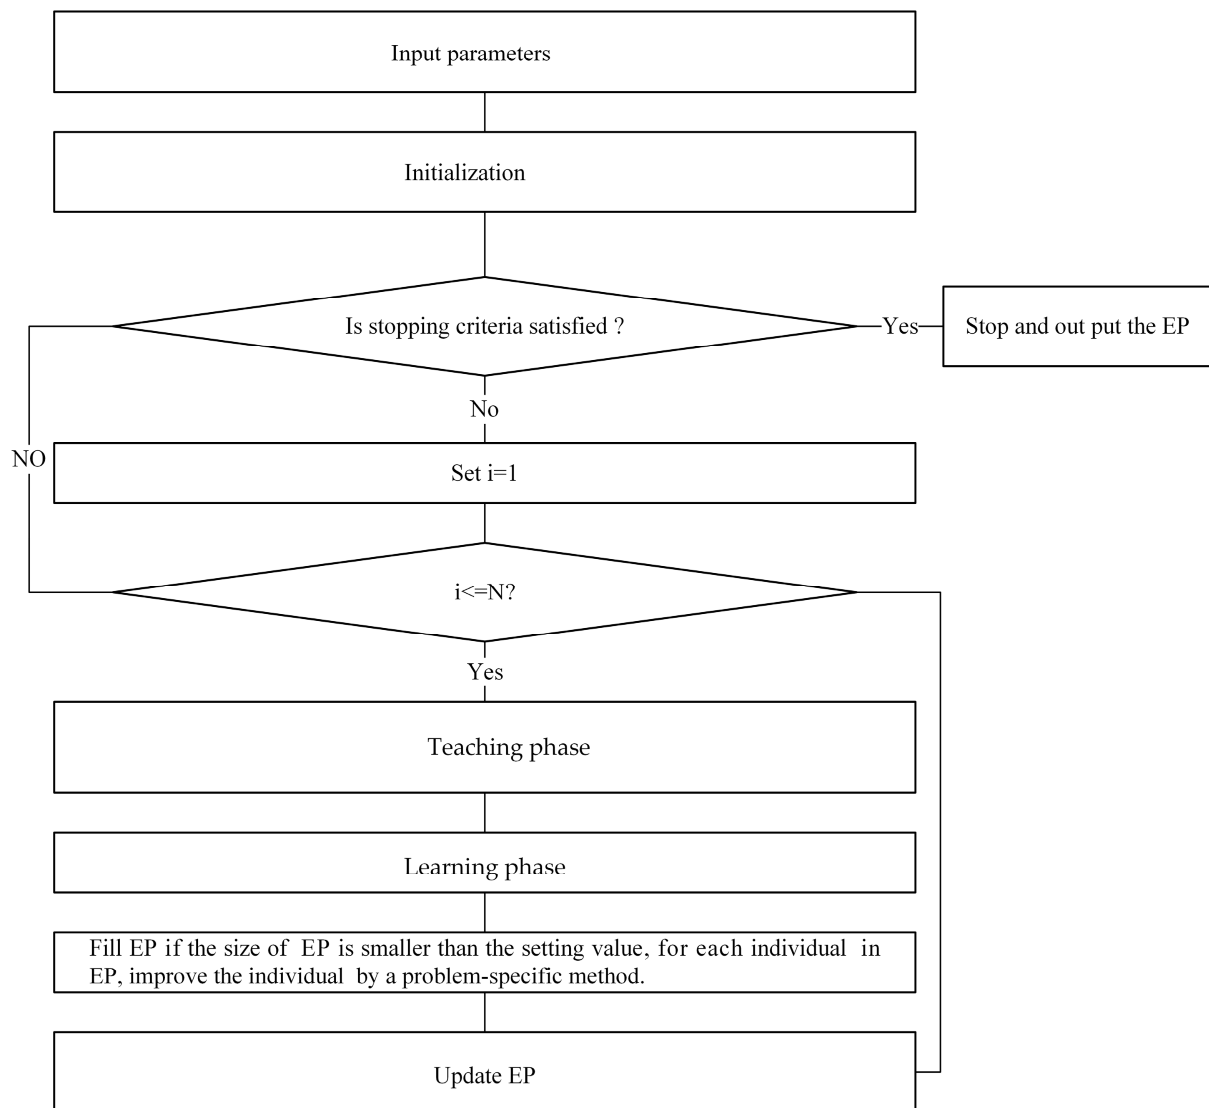 Input parameters
Initialization
Is stopping criteria satisfied ?
Yes
Stop and out put the EP
No
NO
Set i=1
i<=N?
Yes
Teaching phase
Learning phase
Fill EP if the size of EP is smaller than the setting value, for each individual in
EP, improve the individual by a problem-specific method.
Update EP